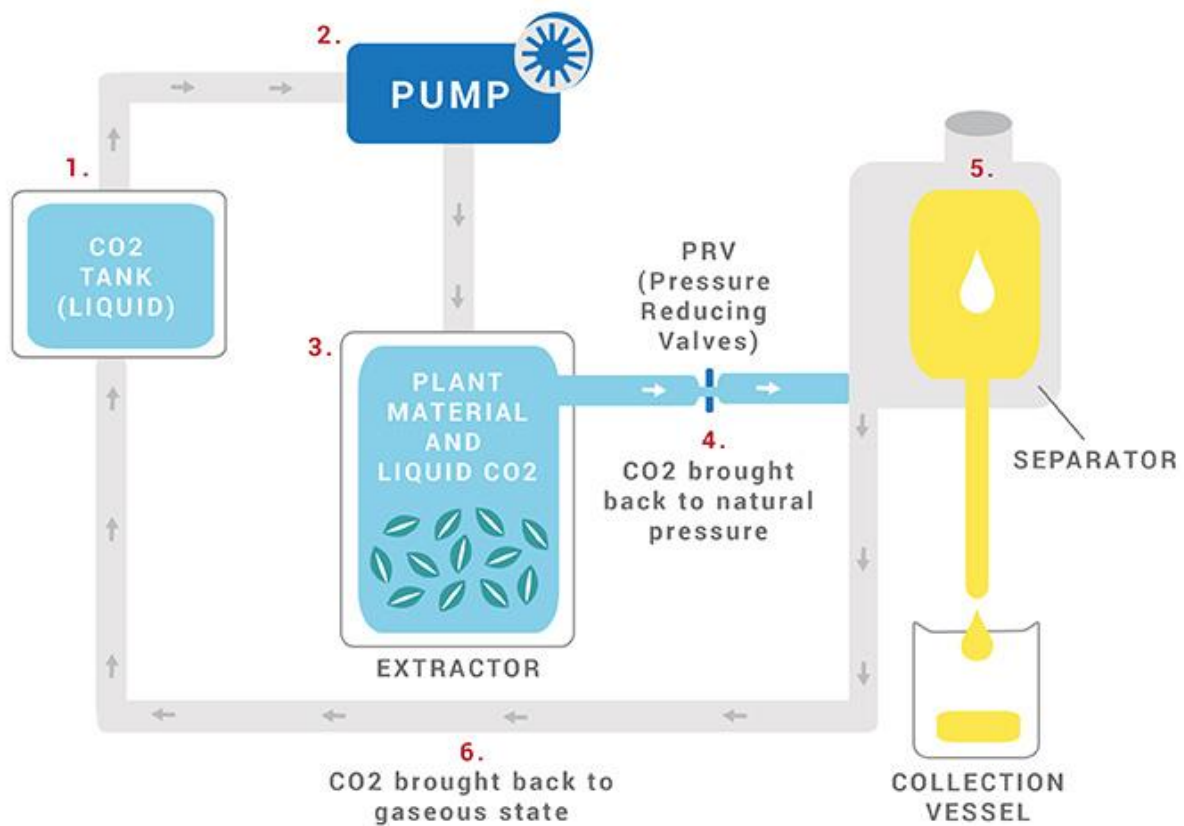 1.
CO2
TANK
(LIQUID)
2.
PUMP
3.
PLANT
MATERIAL
AND
LIQUID CO2
EXTRACTOR
PRV
(Pressure
Reducing
Valves)
4.
CO2 brought
back to natural
pressure
5.
SEPARATOR
COLLECTION
VESSEL
6.
CO2 brought back to
gaseous state